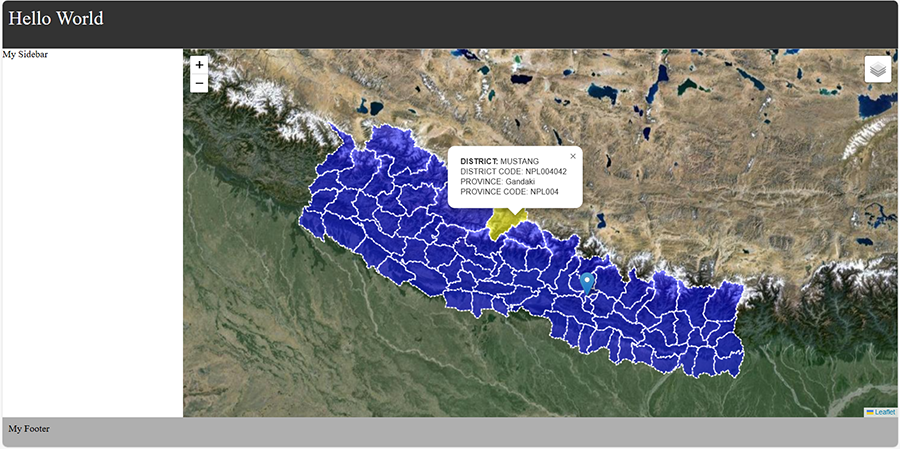 Hello World
My Sidebar
+
−
×
DISTRICT: MUSTANG
DISTRICT CODE: NPL004042
PROVINCE: Gandaki
PROVINCE CODE: NPL004
Leaflet
My Footer